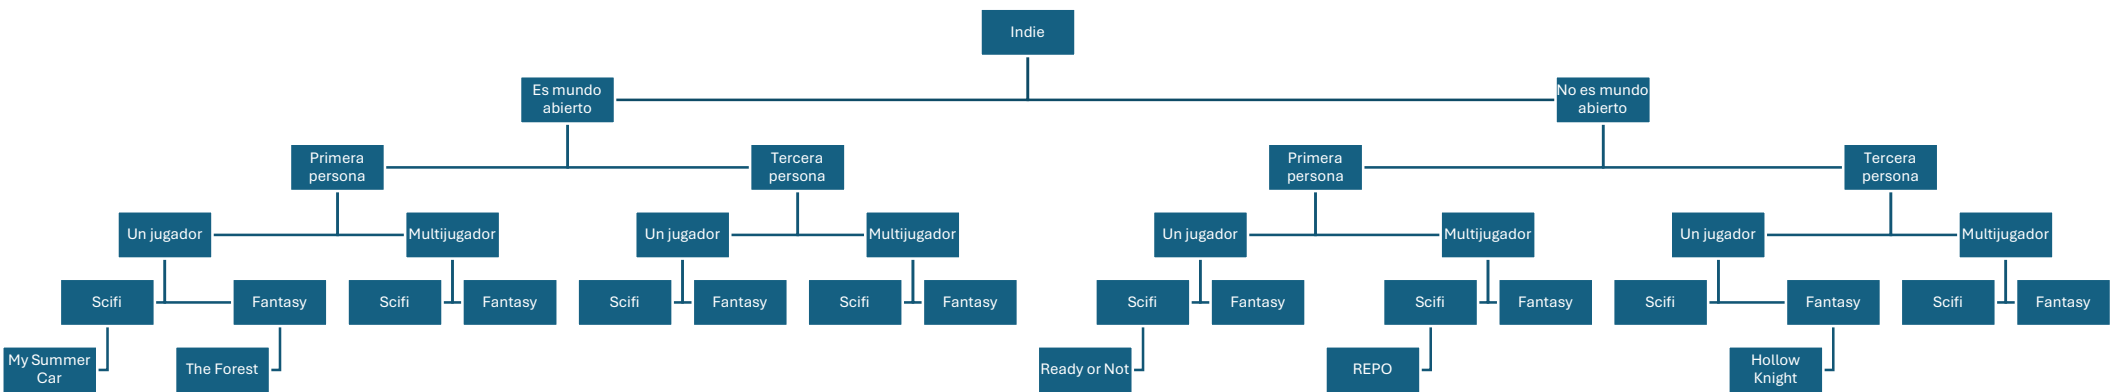 Indie
Es mundo
abierto
No es mundo
abierto
Primera
persona
Tercera
persona
Primera
persona
Tercera
persona
Un jugador
Multijugador
Un jugador
Multijugador
Un jugador
Multijugador
Un jugador
Multijugador
Scifi
Fantasy
Scifi
Fantasy
Scifi
Fantasy
Scifi
Fantasy
Scifi
Fantasy
Scifi
Fantasy
Scifi
Fantasy
Scifi
Fantasy
My Summer
Car
The Forest
Ready or Not
REPO
Hollow
Knight